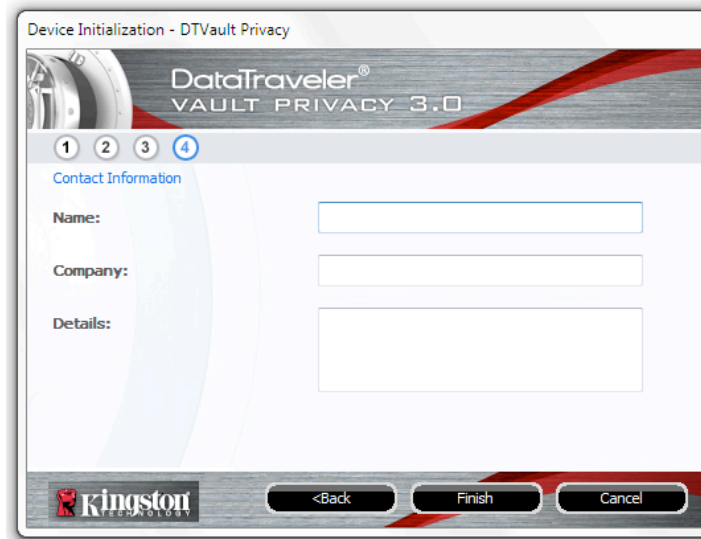 Device Initialization - DTVault Privacy
DataTraveler®
VAULT PRIVACY 3.0
1 2 3 4
Contact Information
Name:
Company:
Details:
Kingston
TECHNOLOGY
<Back Finish Cancel